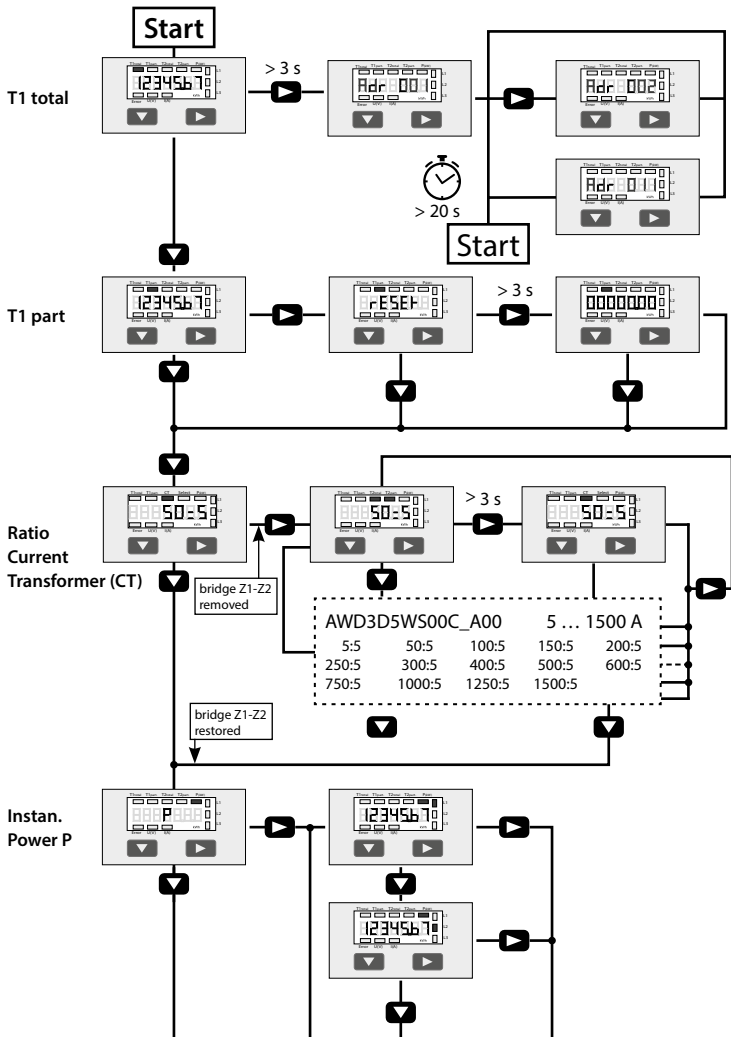 Start
T1 total
1234567
> 3 s
Adr 001
Adr 002
Adr 011
> 20 s
Start
T1 part
1234567
rESEt
> 3 s
0000000
Ratio
Current
Transformer (CT)
50:5
bridge Z1-Z2
removed
50:5
> 3 s
50:5
AWD3D5WS00C_A00 5 … 1500 A
5:5 50:5 100:5 150:5 200:5
250:5 300:5 400:5 500:5 600:5
750:5 1000:5 1250:5 1500:5
bridge Z1-Z2
restored
Instan.
Power P
P
1234567
1234567